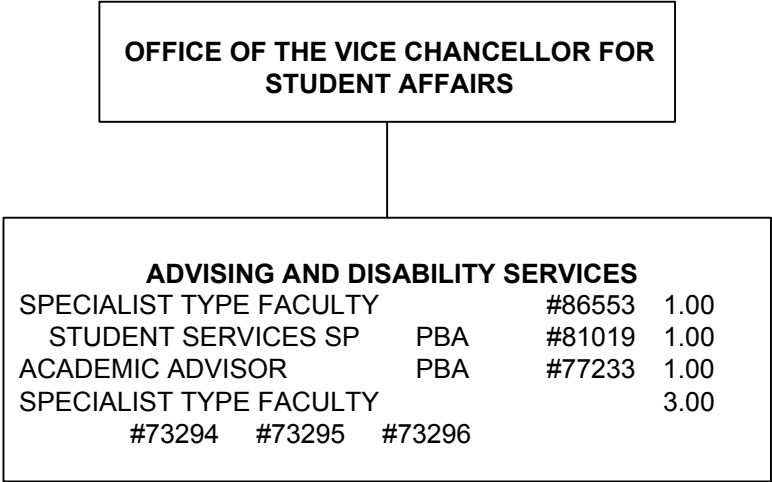 OFFICE OF THE VICE CHANCELLOR FOR
STUDENT AFFAIRS
ADVISING AND DISABILITY SERVICES
SPECIALIST TYPE FACULTY #86553 1.00
STUDENT SERVICES SP PBA #81019 1.00
ACADEMIC ADVISOR PBA #77233 1.00
SPECIALIST TYPE FACULTY 3.00
#73294 #73295 #73296